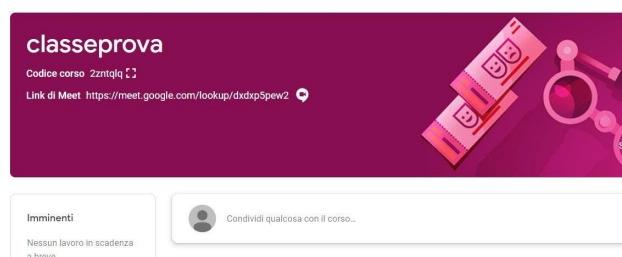 classeprova
Codice corso 2zntqlq
Link di Meet https://meet.google.com/lookup/dxdxp5pew2
Imminenti
Nessun lavoro in scadenza
a breve
Condividi qualcosa con il corso...